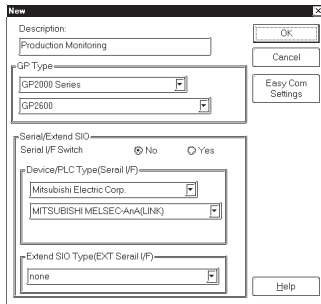 New
Description:
Production Monitoring
GP Type
GP2000 Series
GP2600
Serial/Extend SIO
Serial I/F Switch No Yes
Device/PLC Type(Serail I/F)
Mitsubishi Electric Corp.
MITSUBISHI MELSEC-AnA(LINK)
Extend SIO Type(EXT Serail I/F)
none
OK
Cancel
Easy Com
Settings
Help